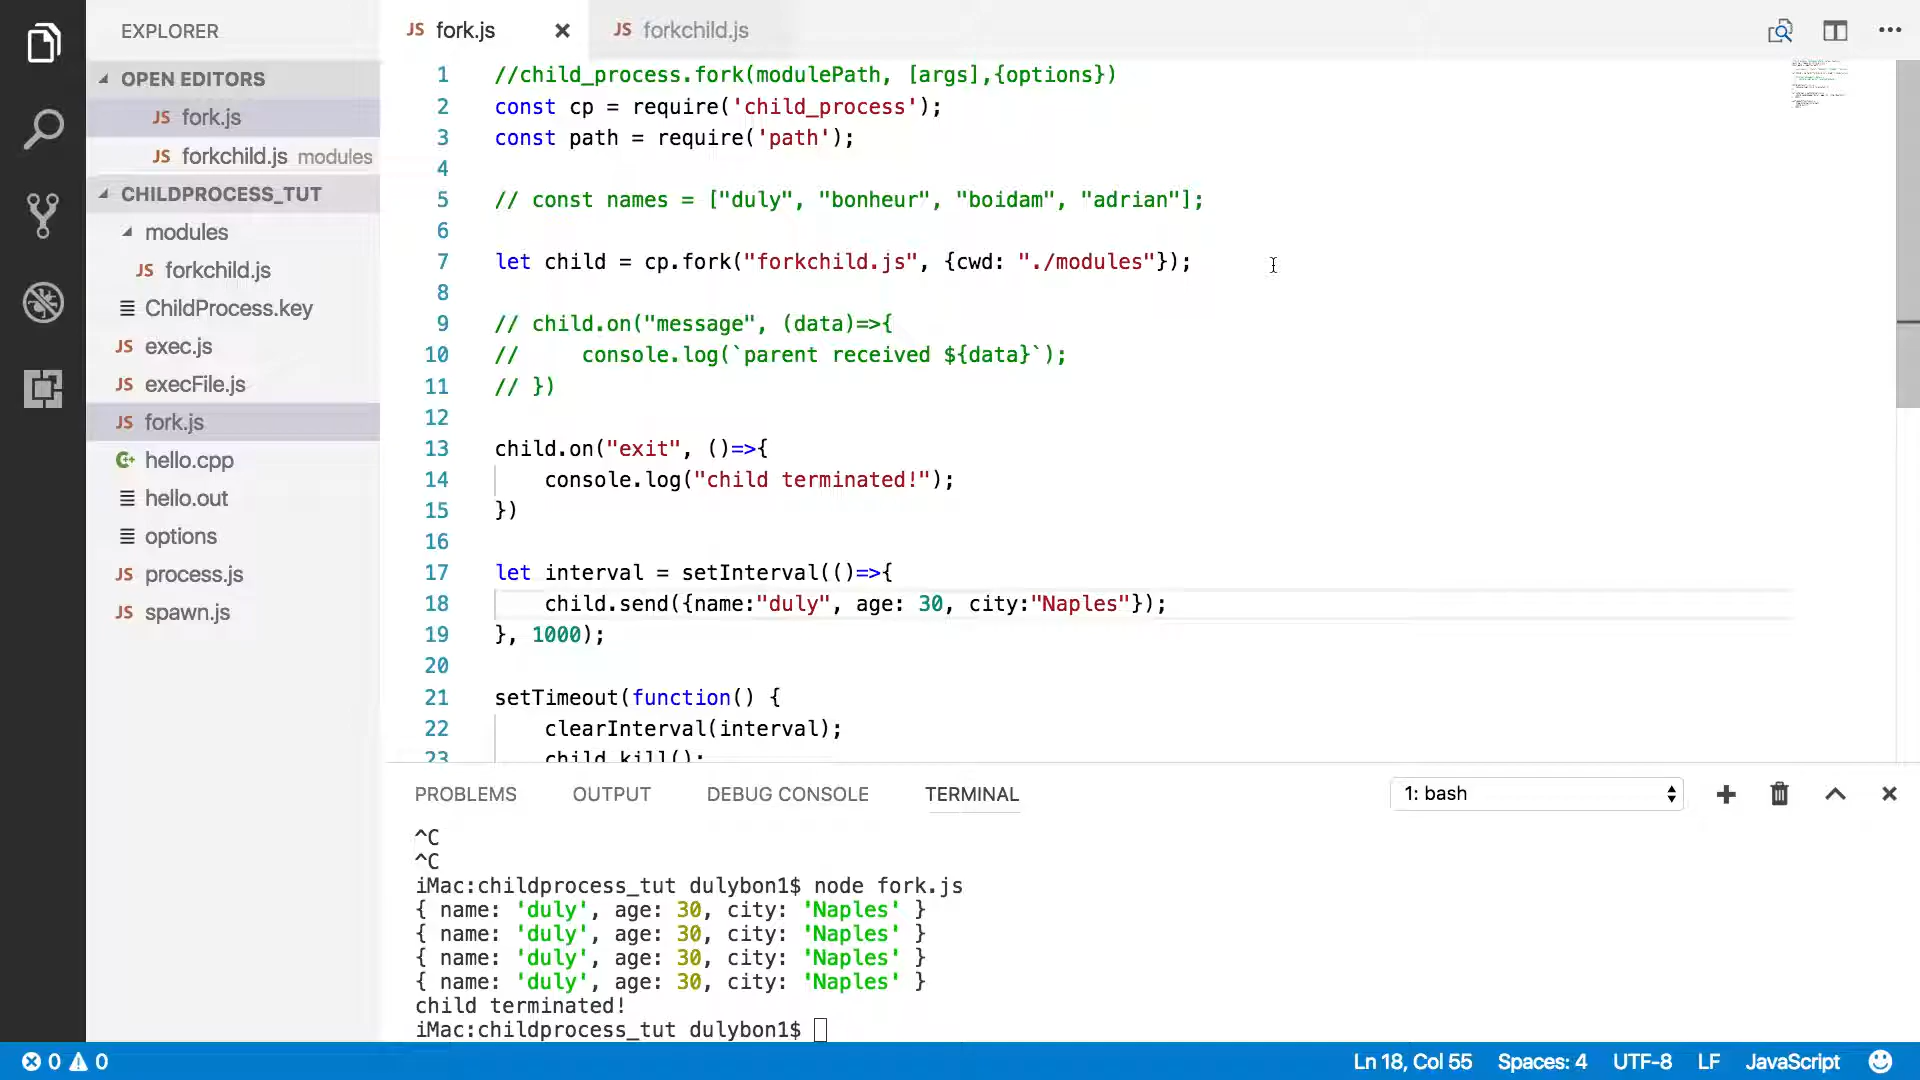 EXPLORER
OPEN EDITORS
JS fork.js
JS forkchild.js modules
CHILDPROCESS_TUT
modules
JS forkchild.js
ChildProcess.key
JS exec.js
JS execFile.js
JS fork.js
hello.cpp
hello.out
options
JS process.js
JS spawn.js
JS fork.js
JS forkchild.js
1 //child_process.fork(modulePath, [args],{options})
2 const cp = require('child_process');
3 const path = require('path');
4
5 // const names = ["duly", "bonheur", "boidam", "adrian"];
6
7 let child = cp.fork("forkchild.js", {cwd: "./modules"});
8
9 // child.on("message", (data)=>{
10 //     console.log(`parent received ${data}`);
11 // })
12
13 child.on("exit", ()=>{
14     console.log("child terminated!");
15 })
16
17 let interval = setInterval(()=>{
18     child.send({name:"duly", age: 30, city:"Naples"});
19 }, 1000);
20
21 setTimeout(function() {
22     clearInterval(interval);
23     child.kill();
PROBLEMS OUTPUT DEBUG CONSOLE TERMINAL 1: bash
^C
^C
iMac:childprocess_tut dulybon1$ node fork.js
{ name: 'duly', age: 30, city: 'Naples' }
{ name: 'duly', age: 30, city: 'Naples' }
{ name: 'duly', age: 30, city: 'Naples' }
{ name: 'duly', age: 30, city: 'Naples' }
child terminated!
iMac:childprocess_tut dulybon1$
0 0 Ln 18, Col 55 Spaces: 4 UTF-8 LF JavaScript